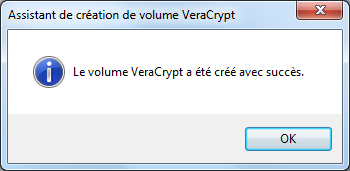 Assistant de création de volume VeraCrypt
Le volume VeraCrypt a été créé avec succès.
OK